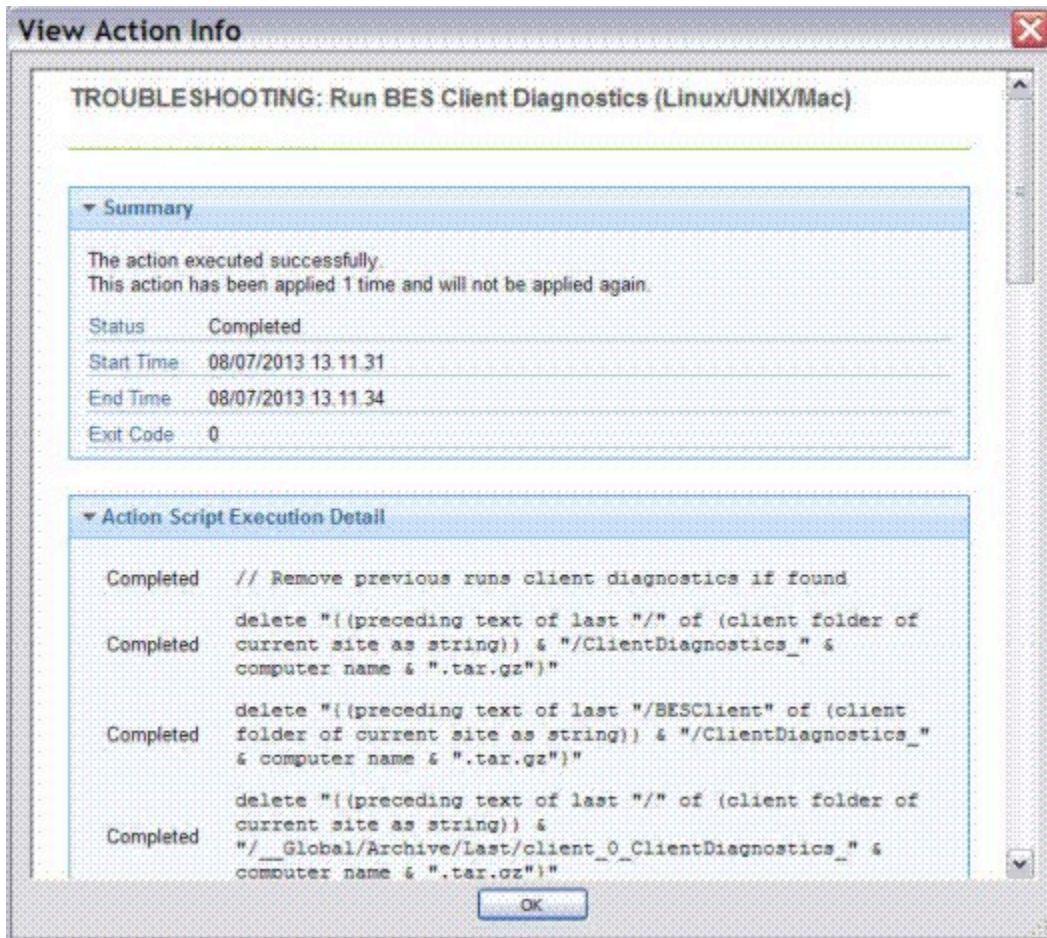 View Action Info
TROUBLESHOOTING: Run BES Client Diagnostics (Linux/UNIX/Mac)
Summary
The action executed successfully.
This action has been applied 1 time and will not be applied again.
Status Completed
Start Time 08/07/2013 13.11.31
End Time 08/07/2013 13.11.34
Exit Code 0
Action Script Execution Detail
Completed // Remove previous runs client diagnostics if found
delete "{(preceding text of last "/" of (client folder of
Completed current site as string)) & "/ClientDiagnostics_" &
computer name & ".tar.gz"}"
delete "{(preceding text of last "/BESClient" of (client
Completed folder of current site as string)) & "/ClientDiagnostics_"
& computer name & ".tar.gz"}"
delete "{(preceding text of last "/" of (client folder of
current site as string)) &
Completed "/__Global/Archive/Last/client_0_ClientDiagnostics_" &
computer name & ".tar.gz"}"
OK